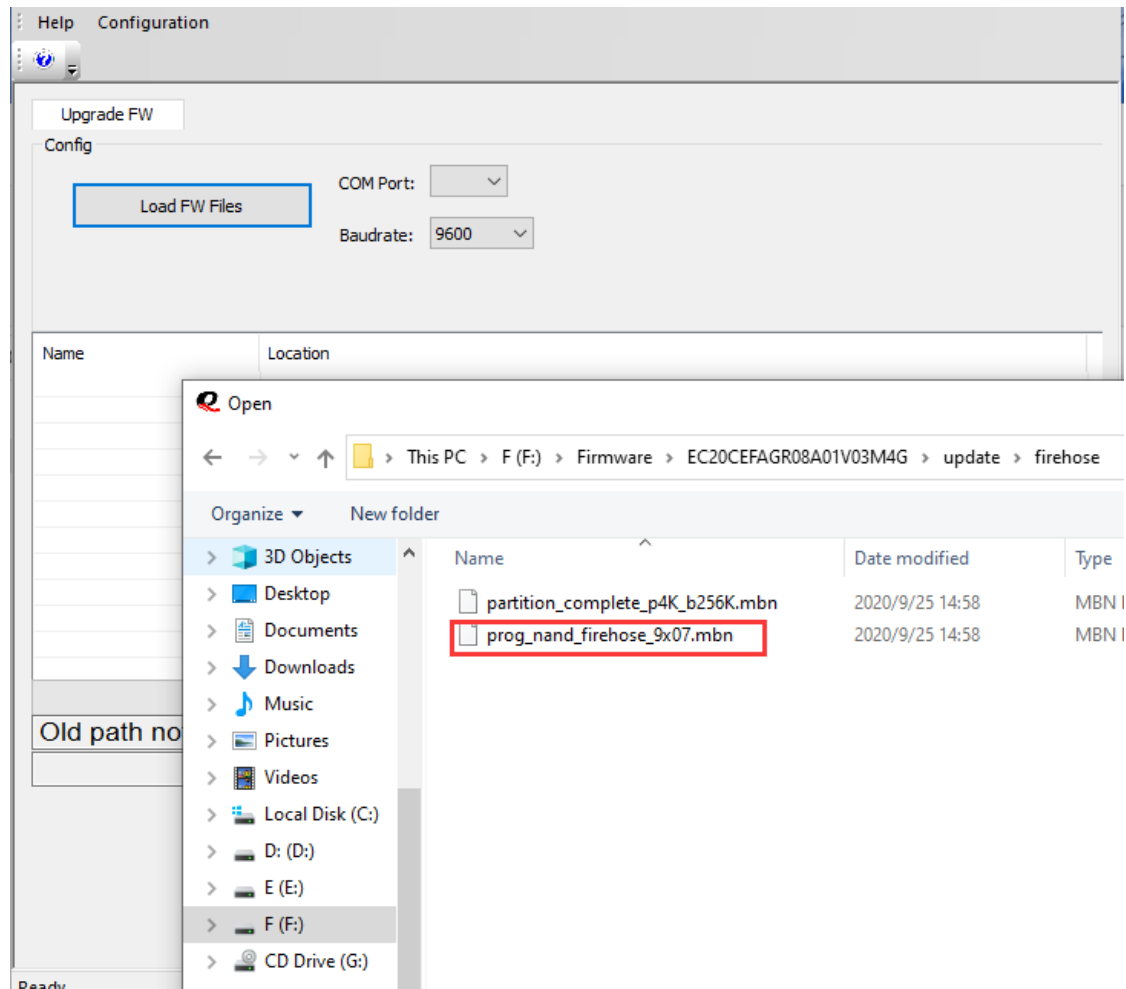 Help Configuration
Upgrade FW
Config
Load FW Files
COM Port:
Baudrate: 9600
Name Location
Open
This PC > F (F:) > Firmware > EC20CEFAGR08A01V03M4G > update > firehose
Organize New folder
3D Objects
Desktop
Documents
Downloads
Music
Pictures
Videos
Local Disk (C:)
D: (D:)
E (E:)
F (F:)
CD Drive (G:)
Name Date modified Type
partition_complete_p4K_b256K.mbn 2020/9/25 14:58 MBN
prog_nand_firehose_9x07.mbn 2020/9/25 14:58 MBN
Old path no
Ready